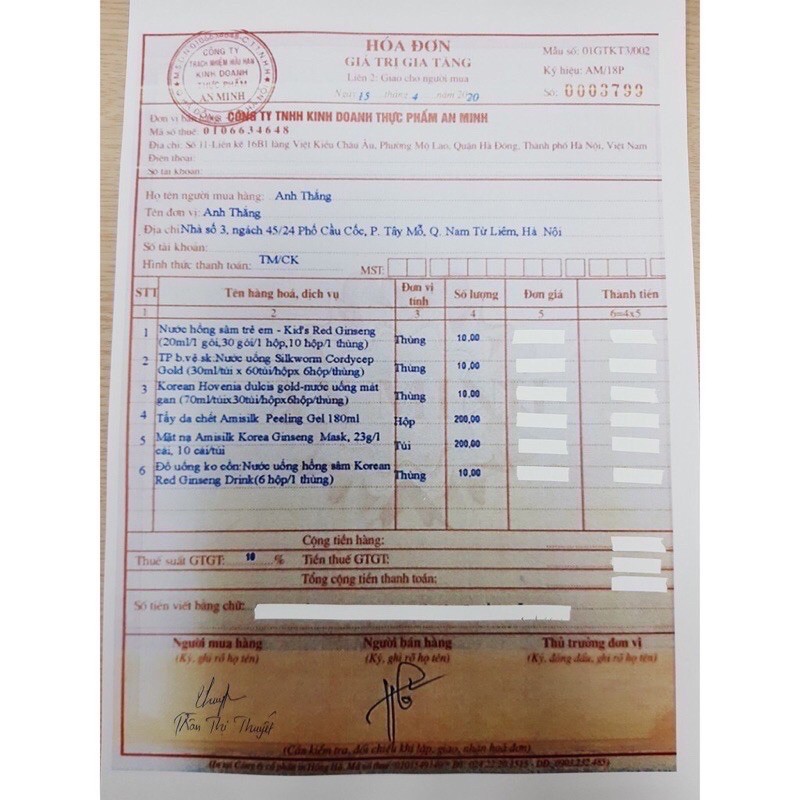 HÓA ĐƠN
GIÁ TRỊ GIA TĂNG
Liên 2: Giao cho người mua
Ngày 15 tháng 4 năm 2020
Mẫu số: 01GTKT3/002
Ký hiệu: AM/18P
Số: 0003799
CÔNG TY
TRÁCH NHIỆM HỮU HẠN
KINH DOANH
THỰC PHẨM
AN MINH
Đơn vị bán hàng: CÔNG TY TNHH KINH DOANH THỰC PHẨM AN MINH
Mã số thuế: 0106634648
Địa chỉ: Số 11 Liên kế 16B1 làng Việt Kiều Châu Âu, Phường Mộ Lao, Quận Hà Đông, Thành phố Hà Nội, Việt Nam
Điện thoại:
Số tài khoản:
Họ tên người mua hàng: Anh Thắng
Tên đơn vị: Anh Thắng
Địa chỉ: Nhà số 3, ngách 45/24 Phố Cầu Cốc, P. Tây Mỗ, Q. Nam Từ Liêm, Hà Nội
Số tài khoản:
Hình thức thanh toán: TM/CK MST:
STT Tên hàng hoá, dịch vụ Đơn vị tính Số lượng Đơn giá Thành tiền
1 2 3 4 5 6=4x5
1 Nước hồng sâm trẻ em - Kid's Red Ginseng Thùng 10,00
(20ml/1 gói,30 gói/1 hộp,10 hộp/1 thùng)
2 TP b.vệ.sk:Nước uống Silkworm Cordycep Thùng 10,00
Gold (30ml/túi x 60túi/hộpx 6hộp/thùng)
3 Korean Hovenia dulcis gold-nước uống mát Thùng 10,00
gan (70ml/túix30túi/hộpx6hộp/thùng)
4 Tẩy da chết Amisilk Peeling Gel 180ml Hộp 200,00
5 Mặt nạ Amisilk Korea Ginseng Mask, 23g/1 Túi 200,00
cái, 10 cái/túi
6 Đồ uống ko cồn:Nước uống hồng sâm Korean Thùng 10,00
Red Ginseng Drink(6 hộp/1 thùng)
Cộng tiền hàng:
Thuế suất GTGT: 10 % Tiền thuế GTGT:
Tổng cộng tiền thanh toán:
Số tiền viết bằng chữ:
Người mua hàng Người bán hàng Thủ trưởng đơn vị
(Ký, ghi rõ họ tên) (Ký, ghi rõ họ tên) (Ký, đóng dấu, ghi rõ họ tên)
Trần Thị Thuyết
(Cần kiểm tra, đối chiếu khi lập, giao, nhận hoá đơn)